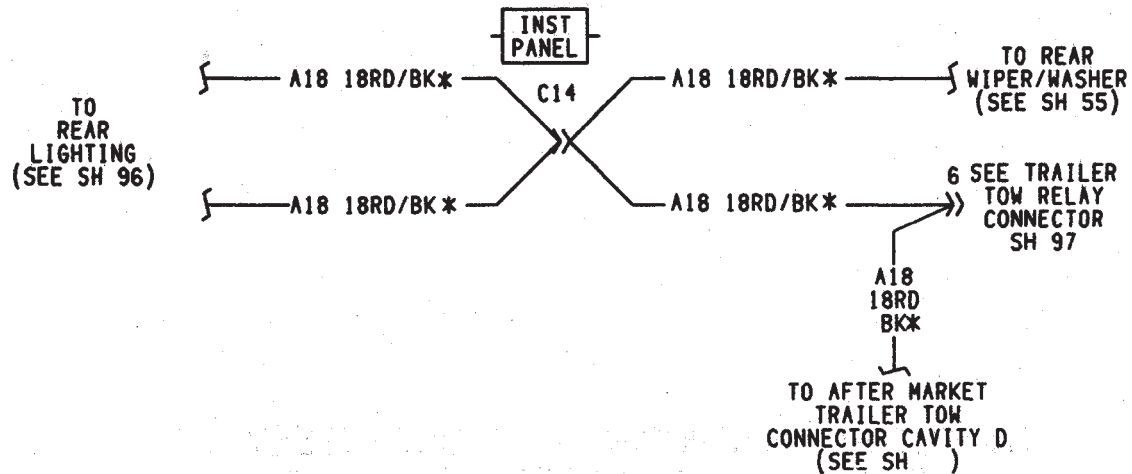 INST
PANEL
A18 18RD/BK*
C14
A18 18RD/BK*
TO REAR
WIPER/WASHER
(SEE SH 55)
TO
REAR
LIGHTING
(SEE SH 96)
A18 18RD/BK*
A18 18RD/BK*
6 SEE TRAILER
TOW RELAY
CONNECTOR
SH 97
A18
18RD
BK*
TO AFTER MARKET
TRAILER TOW
CONNECTOR CAVITY D
(SEE SH )